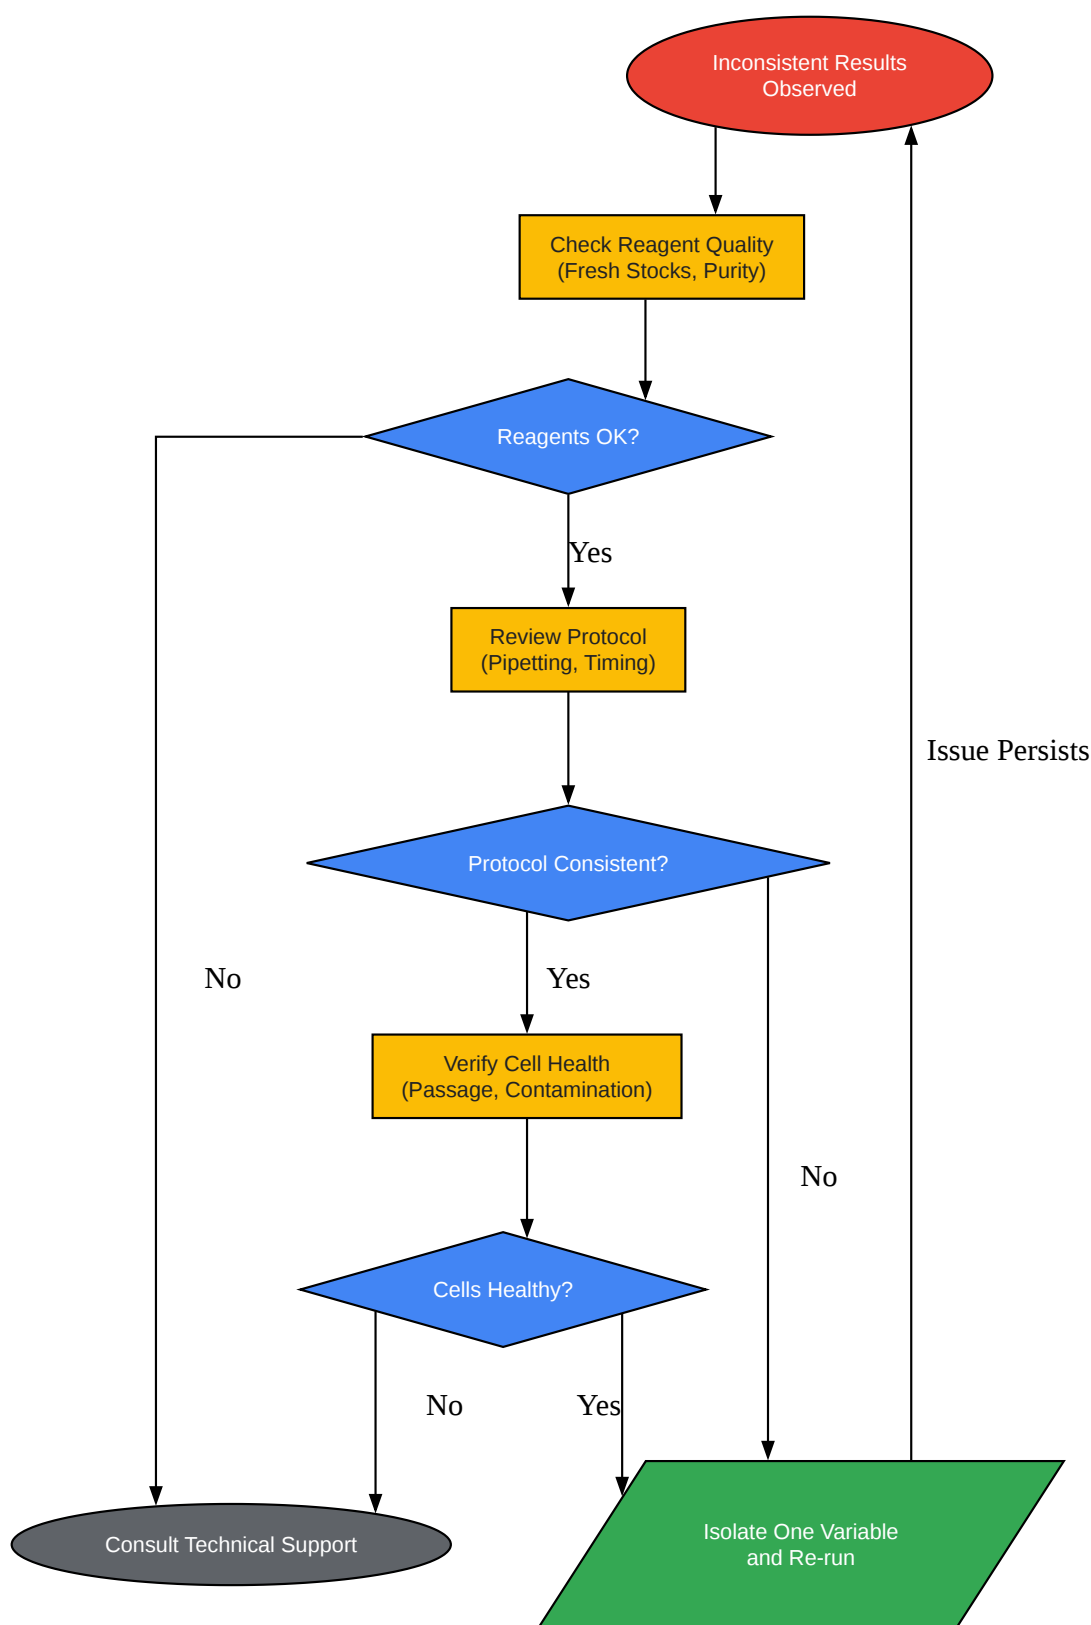 Inconsistent Results
Observed
Check Reagent Quality
(Fresh Stocks, Purity)
Reagents OK?
Yes
Review Protocol
(Pipetting, Timing)
Issue Persists
Protocol Consistent?
No
Yes
Verify Cell Health
(Passage, Contamination)
No
Cells Healthy?
No
Yes
Consult Technical Support
Isolate One Variable
and Re-run